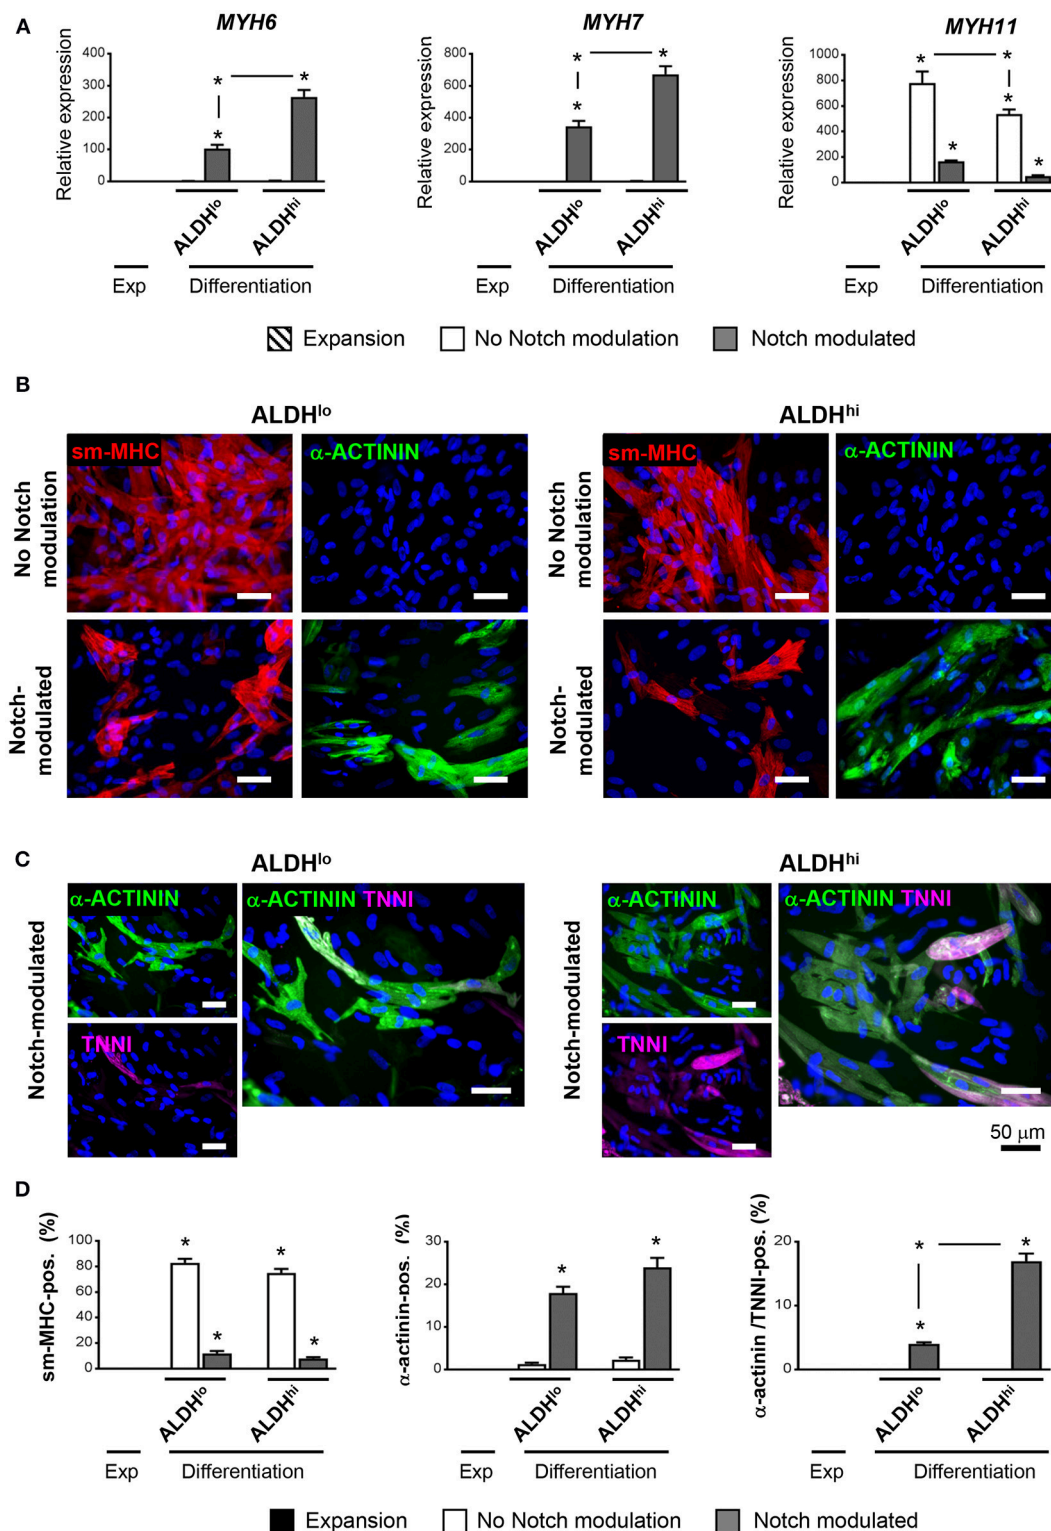 A
MYH6
MYH7
MYH11
Relative expression
400
300
200
100
0
* * *
ALDHlo
ALDHhi
Exp
Differentiation
Relative expression
800
600
400
200
0
* * *
ALDHlo
ALDHhi
Exp
Differentiation
Relative expression
1000
800
600
400
200
0
* * * * *
ALDHlo
ALDHhi
Exp
Differentiation
Expansion
No Notch modulation
Notch modulated
B
ALDHlo
ALDHhi
No Notch
modulation
sm-MHC
α-ACTININ
No Notch
modulation
sm-MHC
α-ACTININ
Notch-
modulated
Notch-
modulated
C
ALDHlo
ALDHhi
Notch-modulated
α-ACTININ
α-ACTININ TNNI
TNNI
Notch-modulated
α-ACTININ
α-ACTININ TNNI
TNNI
50 μm
D
sm-MHC-pos. (%)
100
80
60
40
20
0
* * * *
ALDHlo
ALDHhi
Exp
Differentiation
α-actinin-pos. (%)
30
20
10
0
* *
ALDHlo
ALDHhi
Exp
Differentiation
α-actinin /TNNI-pos. (%)
20
10
0
* * *
ALDHlo
ALDHhi
Exp
Differentiation
Expansion
No Notch modulation
Notch modulated